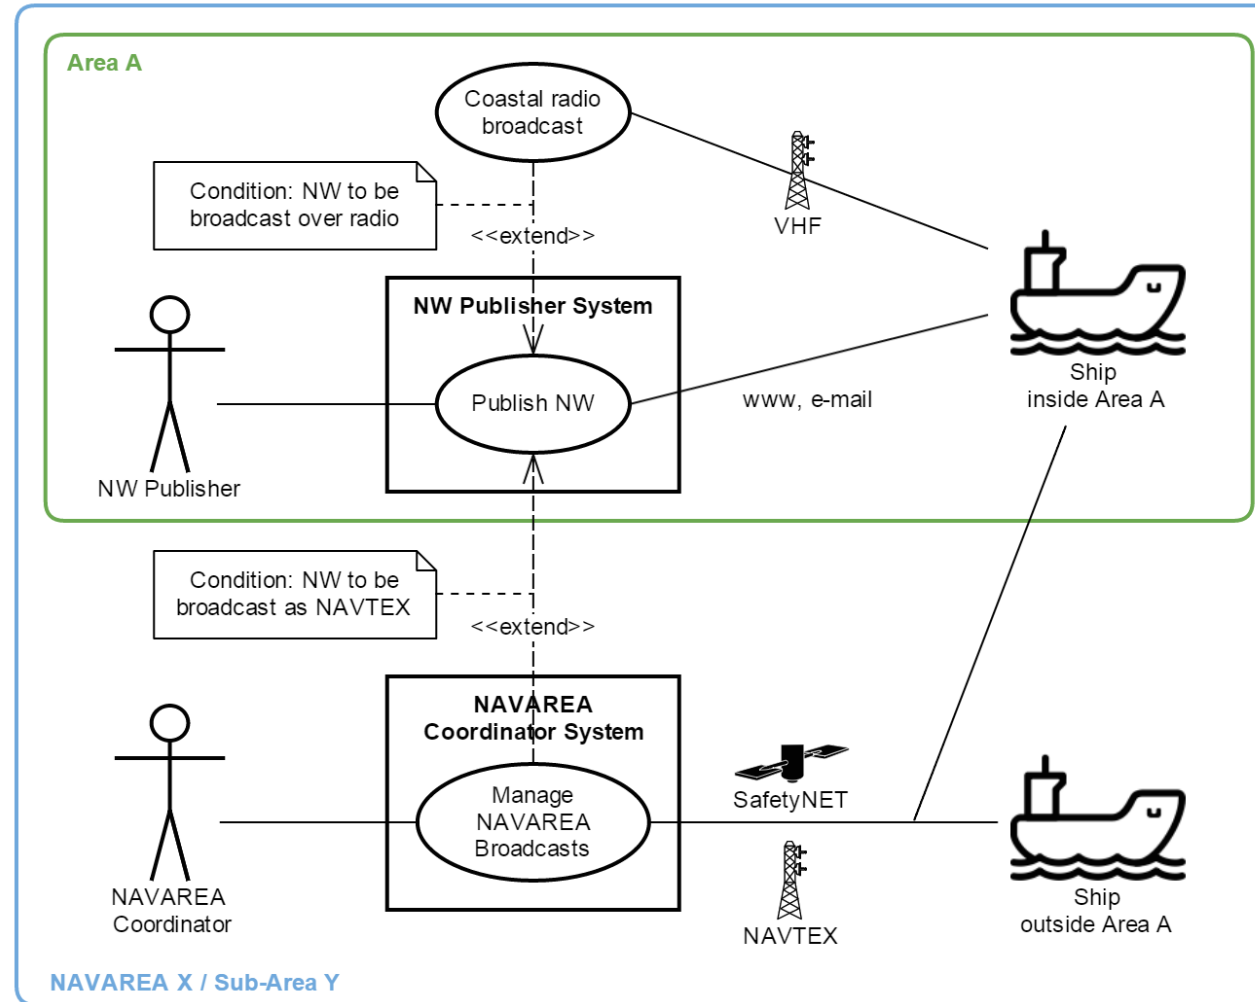 Area A
Coastal radio
broadcast
Condition: NW to be
broadcast over radio
VHF
<<extend>>
NW Publisher System
Publish NW
www, e-mail
Ship
inside Area A
NW Publisher
Condition: NW to be
broadcast as NAVTEX
<<extend>>
NAVAREA
Coordinator System
Manage
NAVAREA
Broadcasts
SafetyNET
NAVTEX
NAVAREA
Coordinator
Ship
outside Area A
NAVAREA X / Sub-Area Y